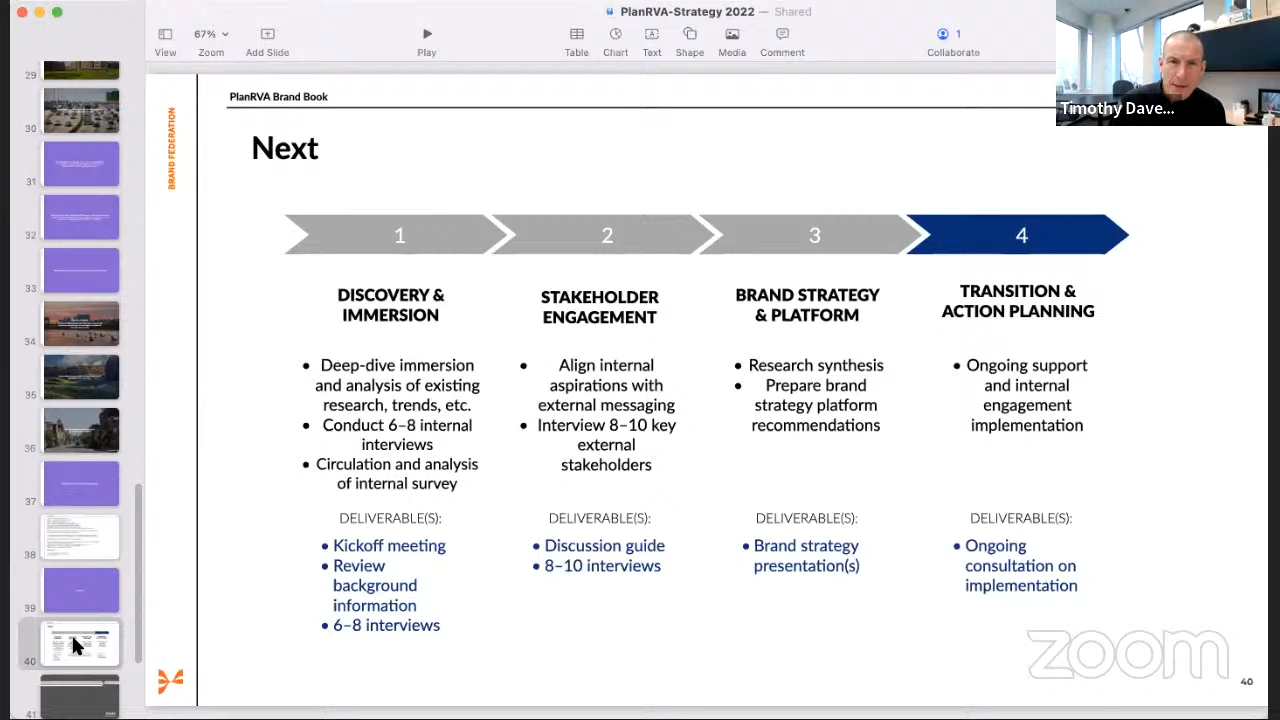 PlanRVA-Strategy 2022 — Shared
67%
1
View
Zoom
Add Slide
Play
Table
Chart
Text
Shape
Media
Comment
Collaborate
Timothy Dave...
29
30
31
32
33
34
35
36
37
38
39
40
41
BRAND FEDERATION
PlanRVA Brand Book
Next
1
2
3
4
DISCOVERY &
IMMERSION
• Deep-dive immersion
and analysis of existing
research, trends, etc.
• Conduct 6–8 internal
interviews
• Circulation and analysis
of internal survey
DELIVERABLE(S):
• Kickoff meeting
• Review
background
information
• 6–8 interviews
STAKEHOLDER
ENGAGEMENT
• Align internal
aspirations with
external messaging
• Interview 8–10 key
external
stakeholders
DELIVERABLE(S):
• Discussion guide
• 8–10 interviews
BRAND STRATEGY
& PLATFORM
• Research synthesis
• Prepare brand
strategy platform
recommendations
DELIVERABLE(S):
• Brand strategy
presentation(s)
TRANSITION &
ACTION PLANNING
• Ongoing support
and internal
engagement
implementation
DELIVERABLE(S):
• Ongoing
consultation on
implementation
zoom
40